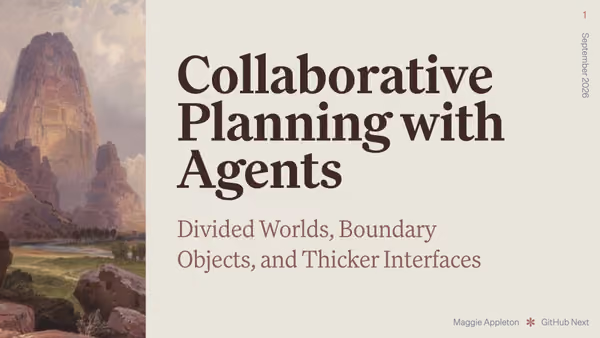 1
September 2026
Collaborative
Planning with
Agents
Divided Worlds, Boundary
Objects, and Thicker Interfaces
Maggie Appleton * GitHub Next